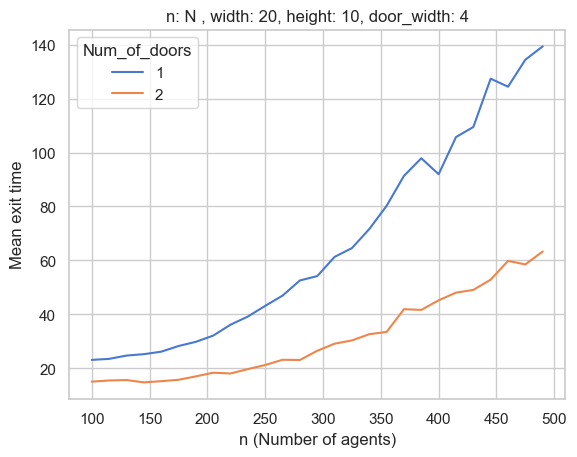 n: N , width: 20, height: 10, door_width: 4
Num_of_doors
1
2
Mean exit time
140
120
100
80
60
40
20
100 150 200 250 300 350 400 450 500
n (Number of agents)